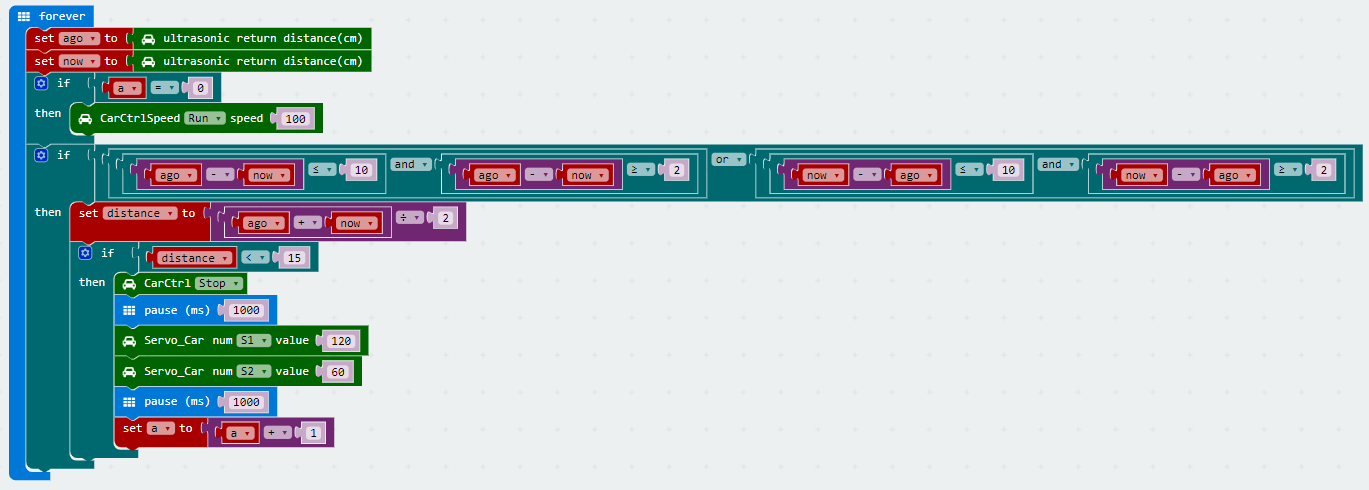 forever
set ago to ultrasonic return distance(cm)
set now to ultrasonic return distance(cm)
if a = 0
then CarCtrlSpeed Run speed 100
if ago - now ≤ 10 and ago - now ≥ 2 or now - ago ≤ 10 and now - ago ≥ 2
then set distance to ago + now ÷ 2
if distance < 15
then CarCtrl Stop
pause (ms) 1000
Servo_Car num S1 value 120
Servo_Car num S2 value 60
pause (ms) 1000
set a to a + 1